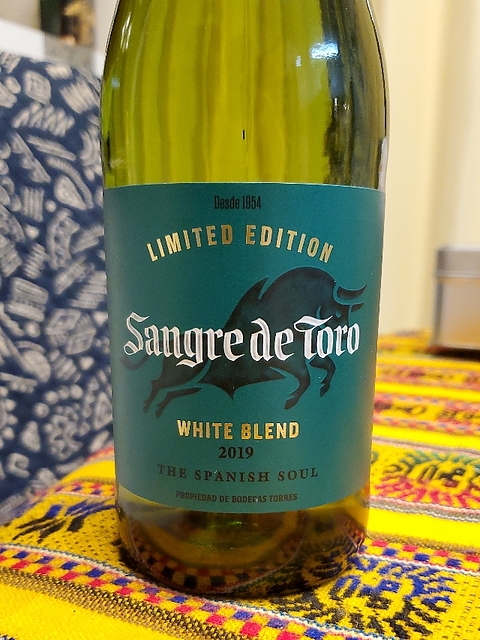 Desde 1954
LIMITED EDITION
Sangre de Toro
WHITE BLEND
2019
THE SPANISH SOUL
PROPIEDAD DE BODEGAS TORRES